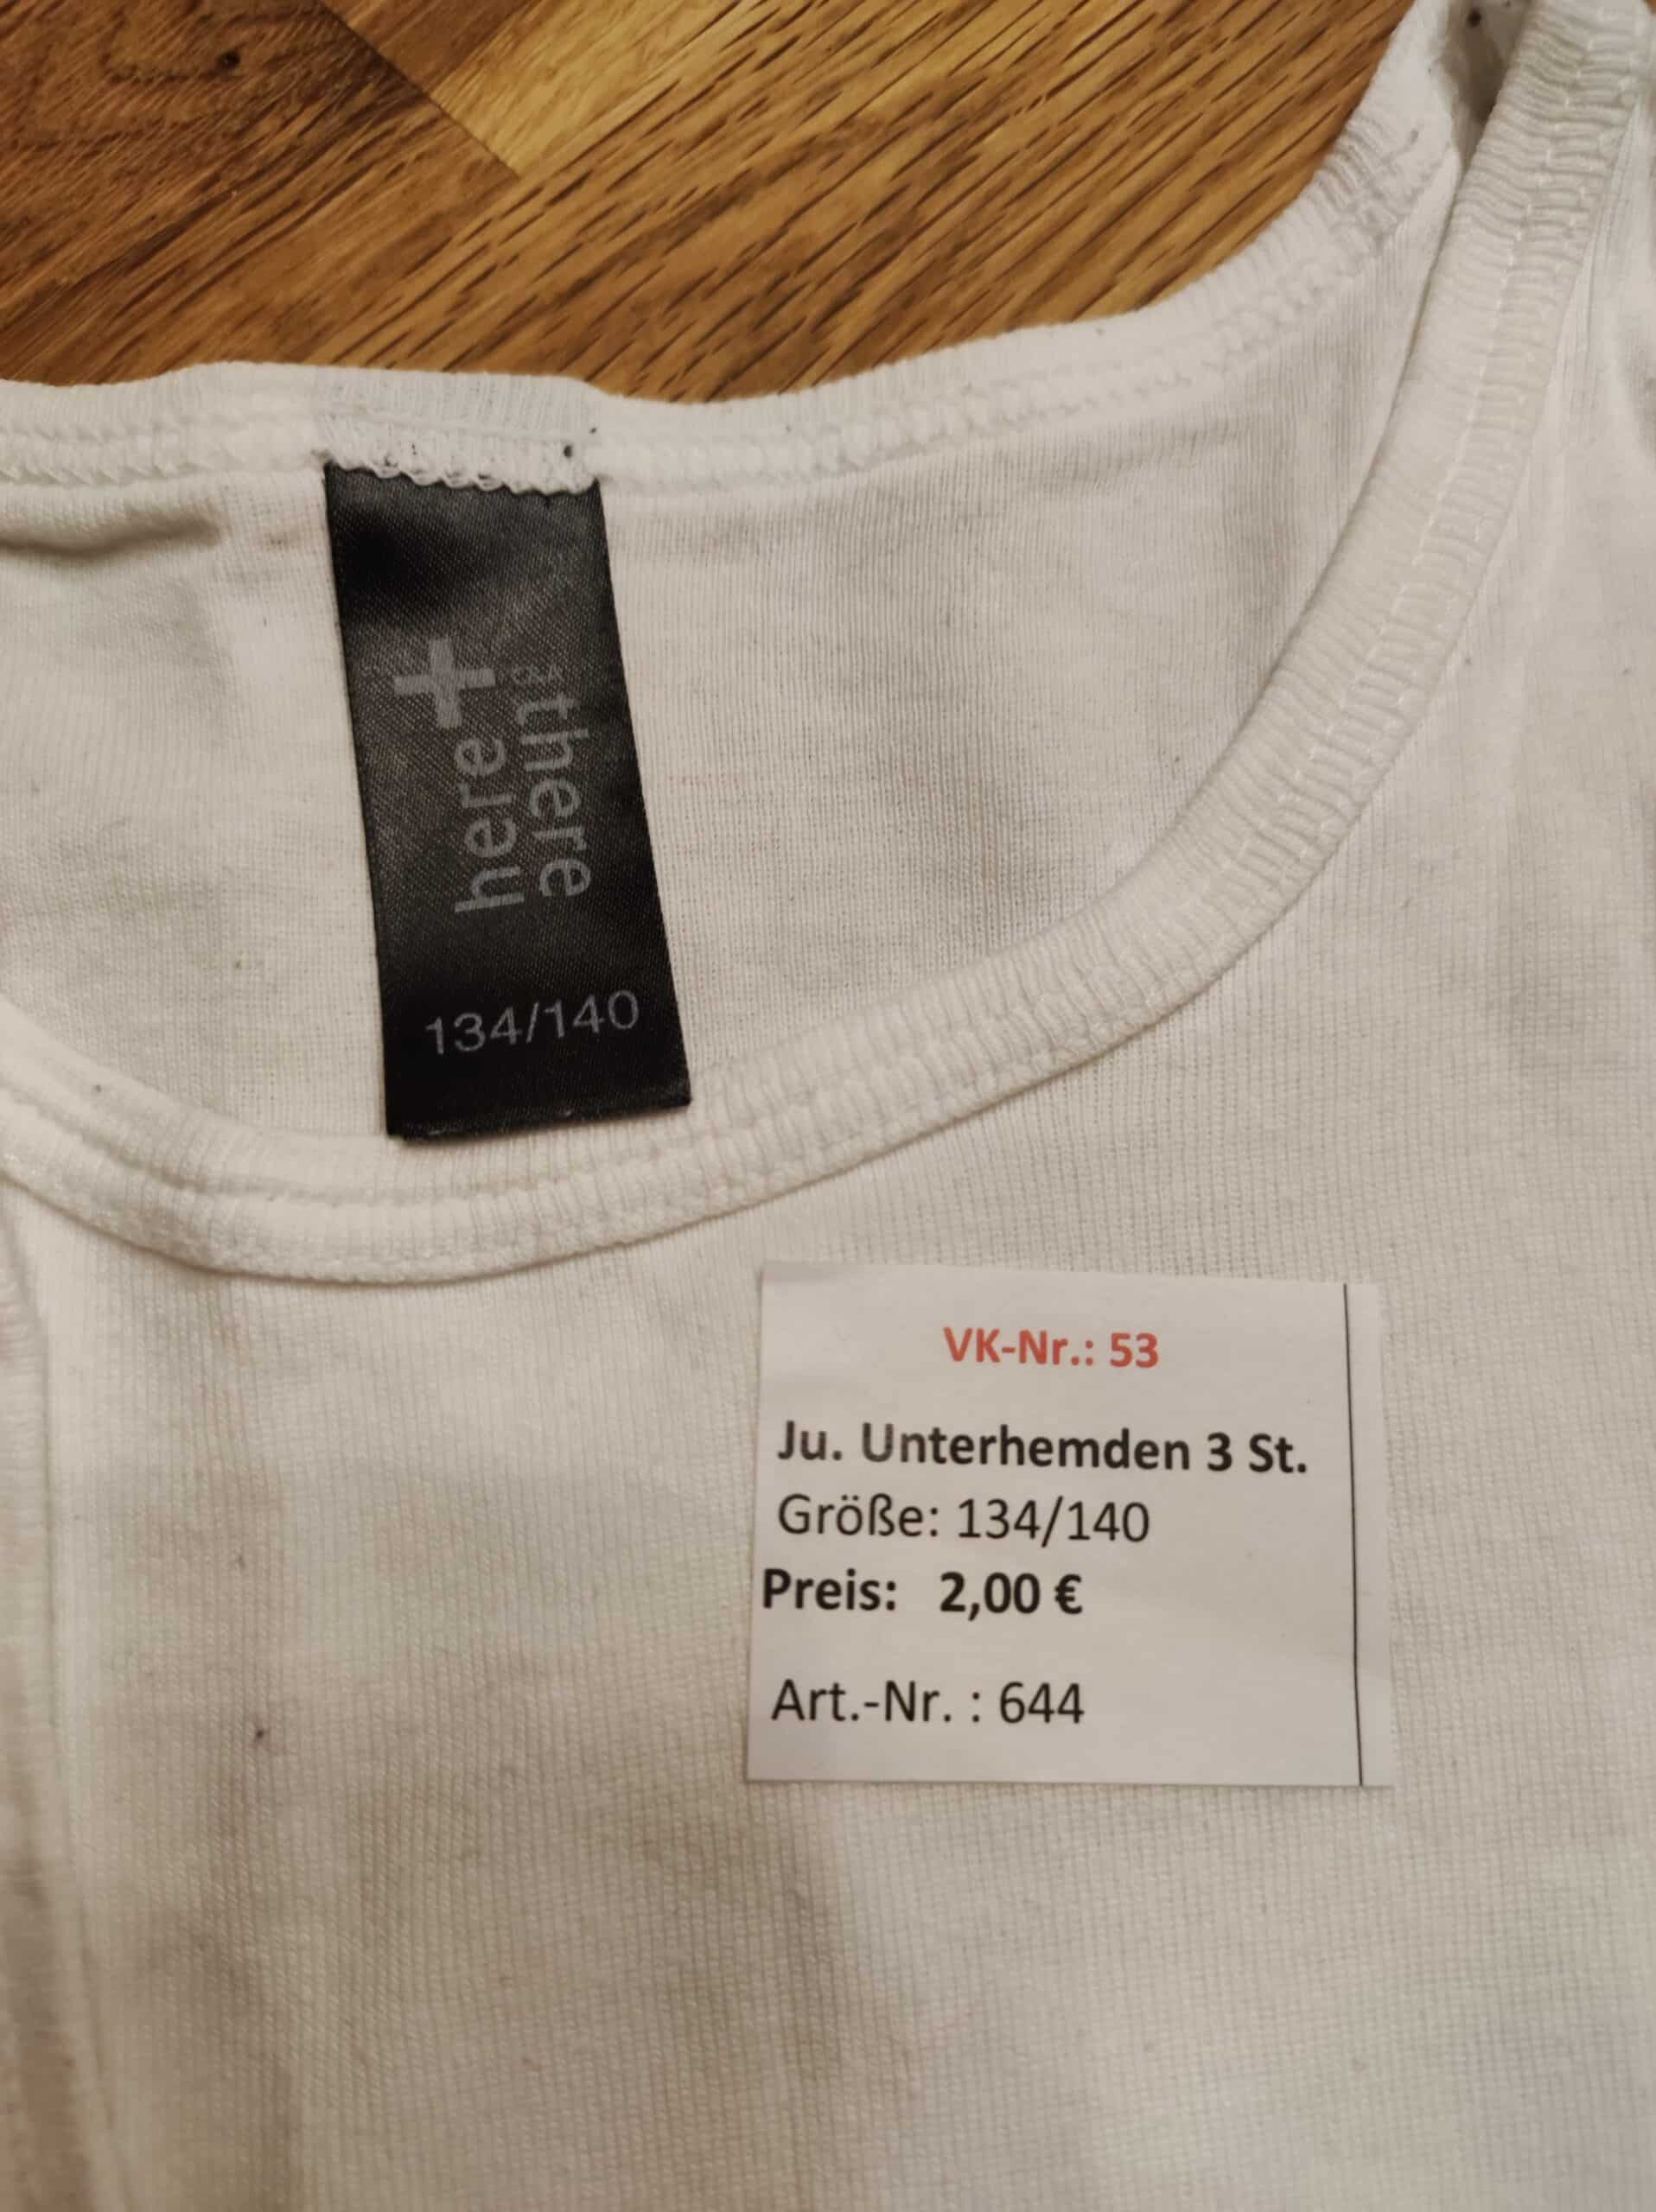 here+
there
134/140
VK-Nr.: 53
Ju. Unterhemden 3 St.
Größe: 134/140
Preis: 2,00 €
Art.-Nr. : 644